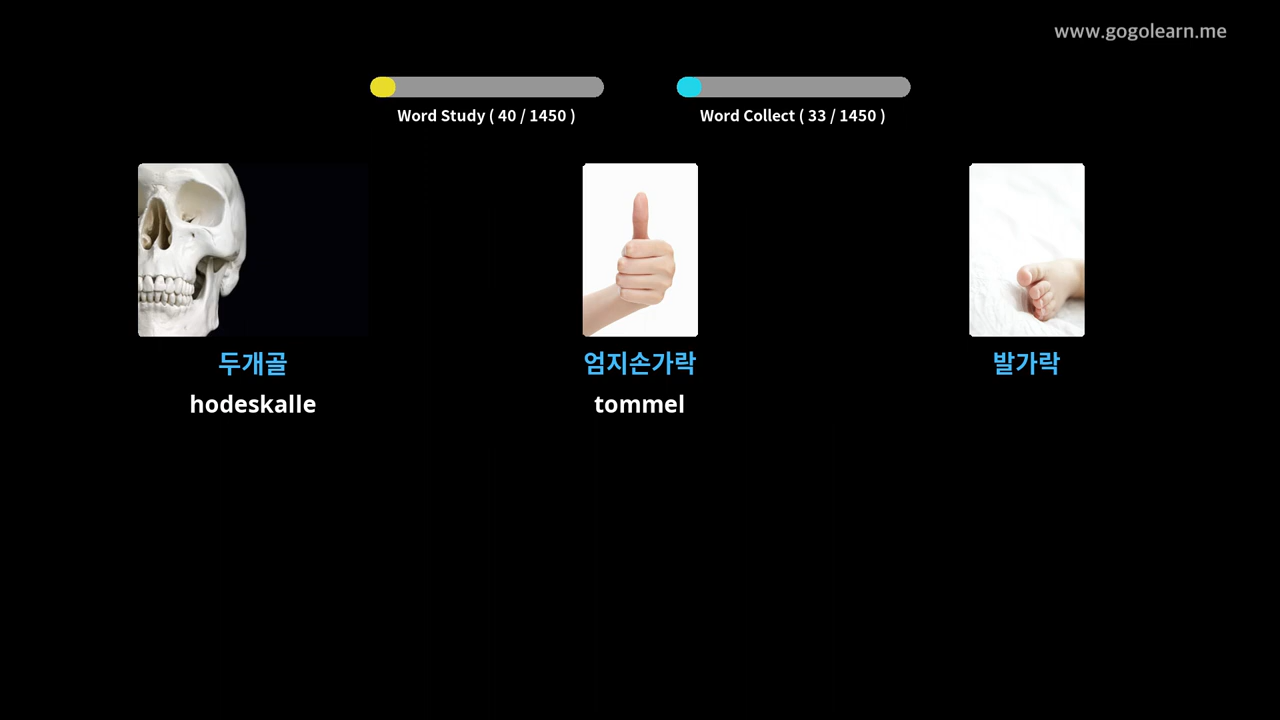 www.gogolearn.me
Word Study ( 40 / 1450 )
Word Collect ( 33 / 1450 )
두개골
엄지손가락
발가락
hodeskalle
tommel